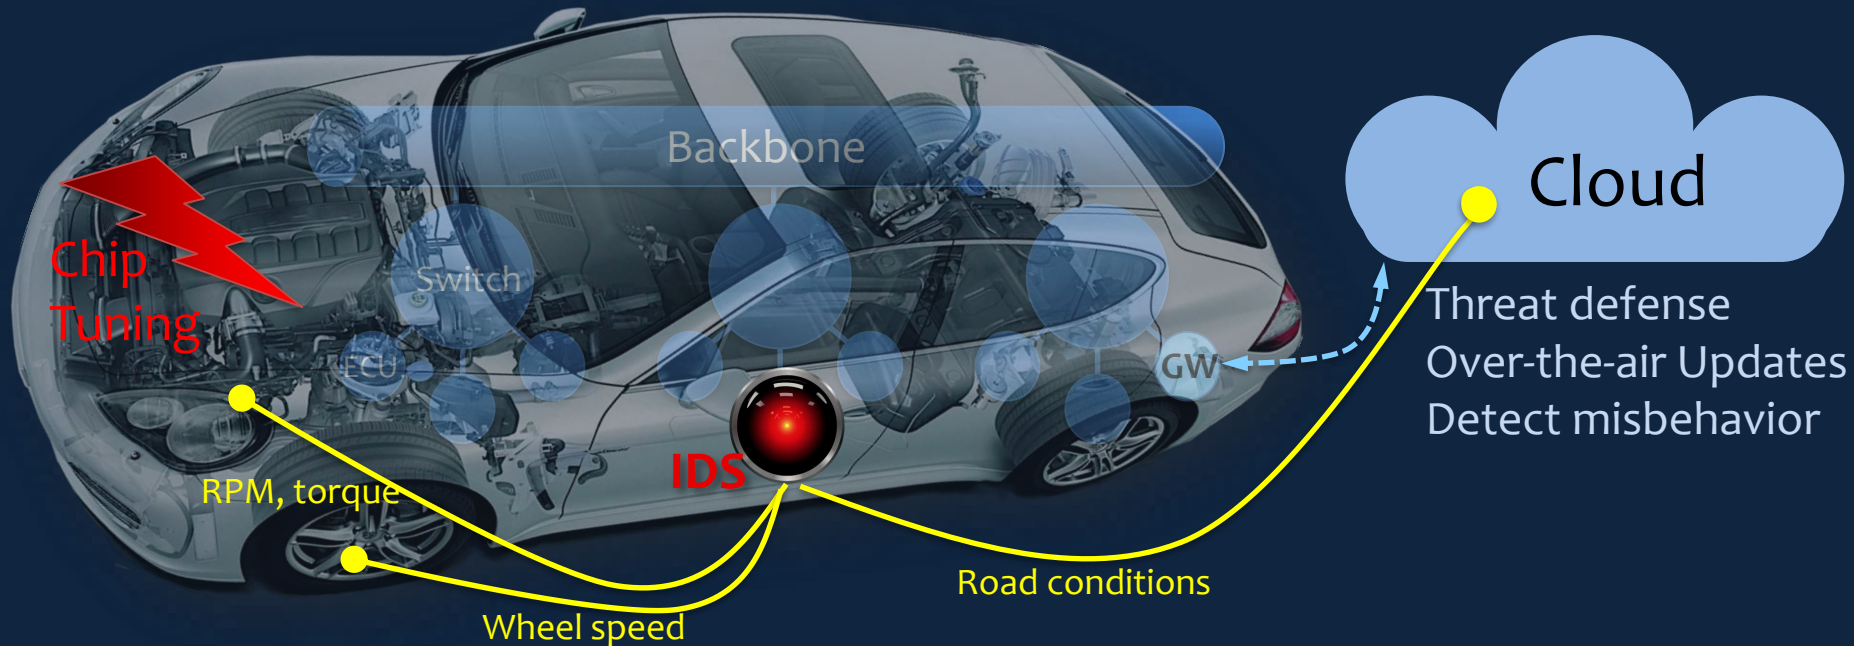 Backbone
Cloud
Chip
Tuning
Switch
ECU
GW
Threat defense
Over-the-air Updates
Detect misbehavior
IDS
RPM, torque
Road conditions
Wheel speed